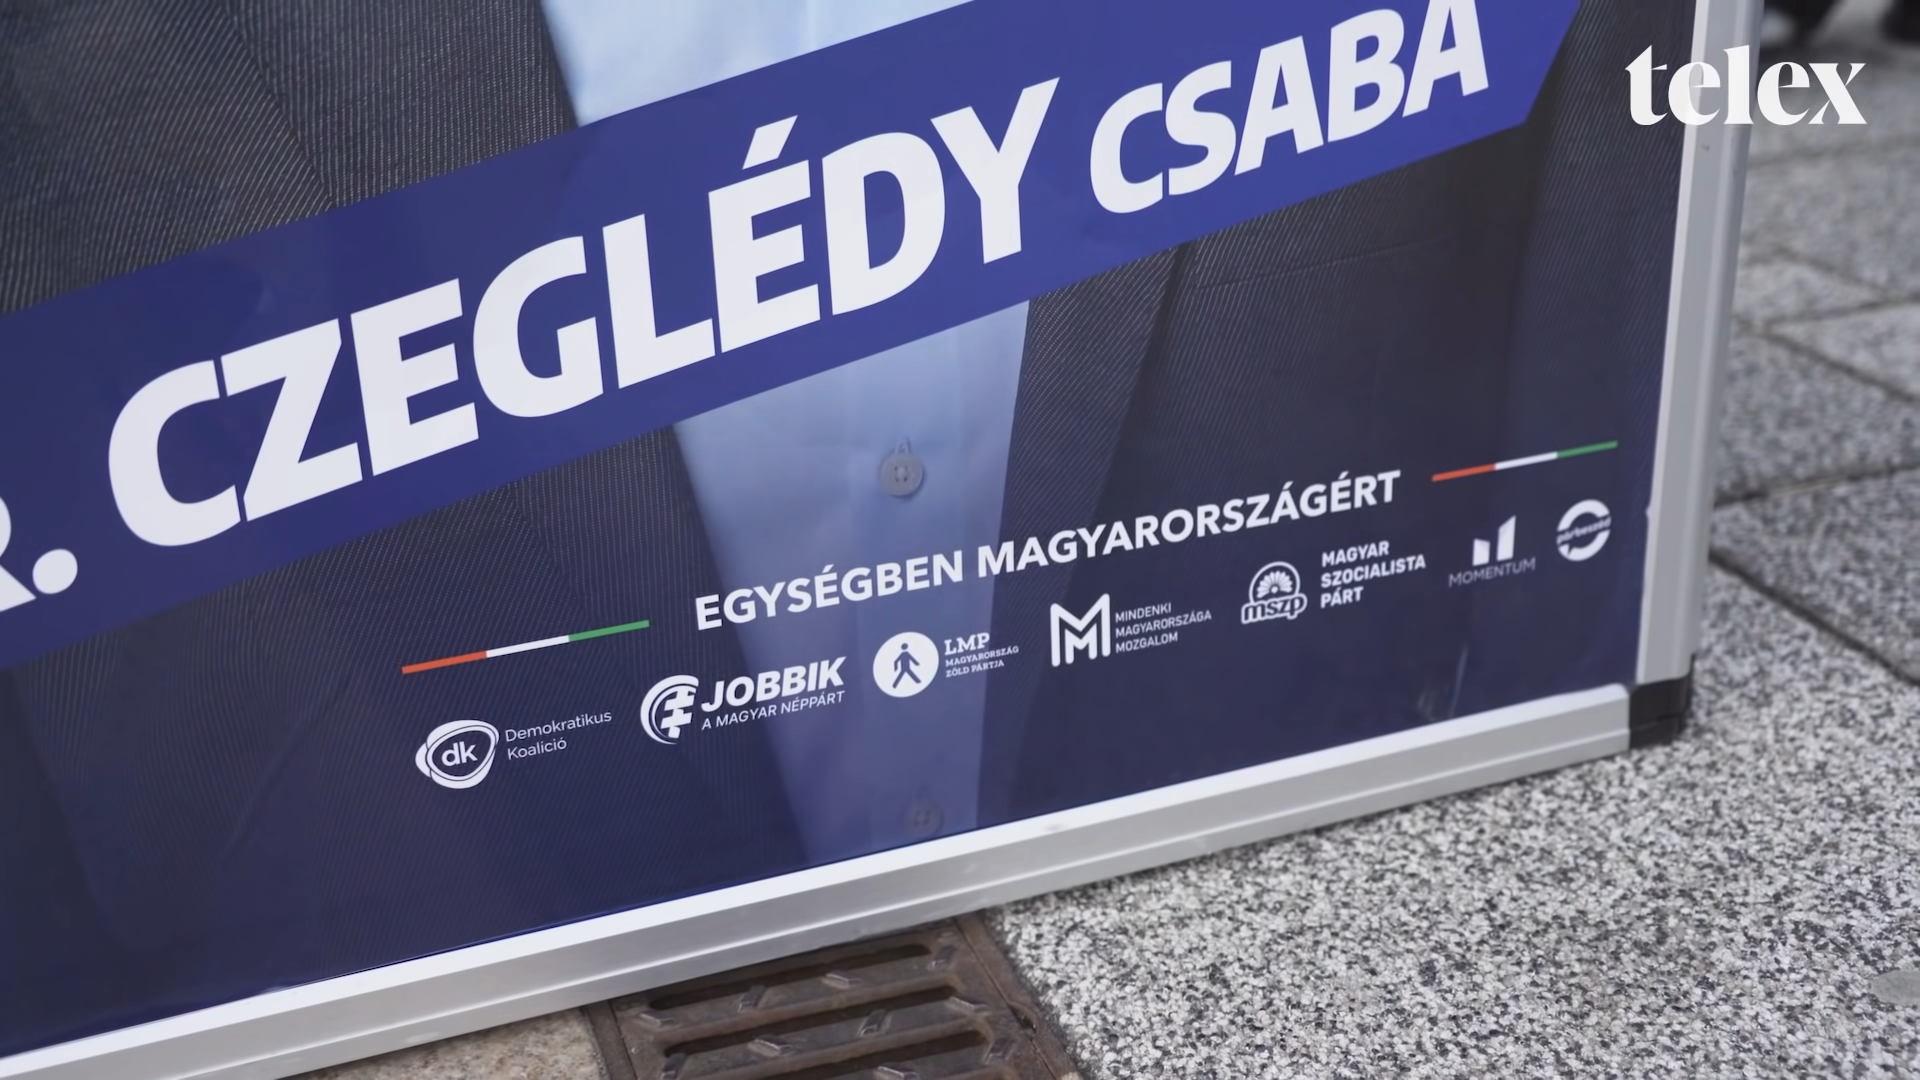 telex
R. CZEGLÉDY CSABA
EGYSÉGBEN MAGYARORSZÁGÉRT
dk
Demokratikus
Koalíció
JOBBIK
A MAGYAR NÉPPÁRT
LMP
MAGYARORSZÁG
ZÖLD PÁRTJA
MINDENKI
MAGYARORSZÁGA
MOZGALOM
mszp
MAGYAR
SZOCIALISTA
PÁRT
MOMENTUM
párbeszéd